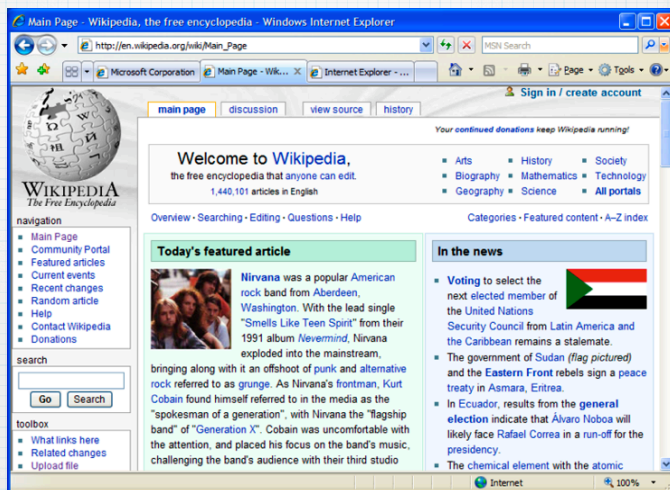 Main Page - Wikipedia, the free encyclopedia - Windows Internet Explorer
http://en.wikipedia.org/wiki/Main_Page
MSN Search
Microsoft Corporation
Main Page - Wik...
Internet Explorer - ...
Page
Tools
Sign in / create account
main page
discussion
view source
history
Your continued donations keep Wikipedia running!
WIKIPEDIA
The Free Encyclopedia
Welcome to Wikipedia,
the free encyclopedia that anyone can edit.
1,440,101 articles in English
Arts
History
Society
Biography
Mathematics
Technology
Geography
Science
All portals
Overview · Searching · Editing · Questions · Help
Categories · Featured content · A–Z index
navigation
Main Page
Community Portal
Featured articles
Current events
Recent changes
Random article
Help
Contact Wikipedia
Donations
search
Go
Search
toolbox
What links here
Related changes
Upload file
Today's featured article
Nirvana was a popular American
rock band from Aberdeen,
Washington. With the lead single
"Smells Like Teen Spirit" from their
1991 album Nevermind, Nirvana
exploded into the mainstream,
bringing along with it an offshoot of punk and alternative
rock referred to as grunge. As Nirvana's frontman, Kurt
Cobain found himself referred to in the media as the
"spokesman of a generation", with Nirvana the "flagship
band" of "Generation X". Cobain was uncomfortable with
the attention, and placed his focus on the band's music,
challenging the band's audience with their third studio
In the news
Voting to select the
next elected member of
the United Nations
Security Council from Latin America and
the Caribbean remains a stalemate.
The government of Sudan (flag pictured)
and the Eastern Front rebels sign a peace
treaty in Asmara, Eritrea.
In Ecuador, results from the general
election indicate that Álvaro Noboa will
likely face Rafael Correa in a run-off for the
presidency.
The chemical element with the atomic
Internet
100%